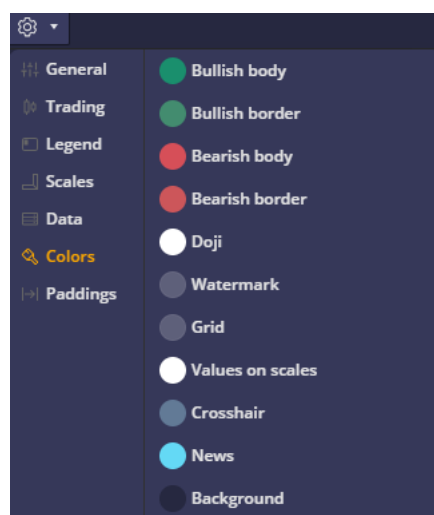 General
Trading
Legend
Scales
Data
Colors
Paddings
Bullish body
Bullish border
Bearish body
Bearish border
Doji
Watermark
Grid
Values on scales
Crosshair
News
Background